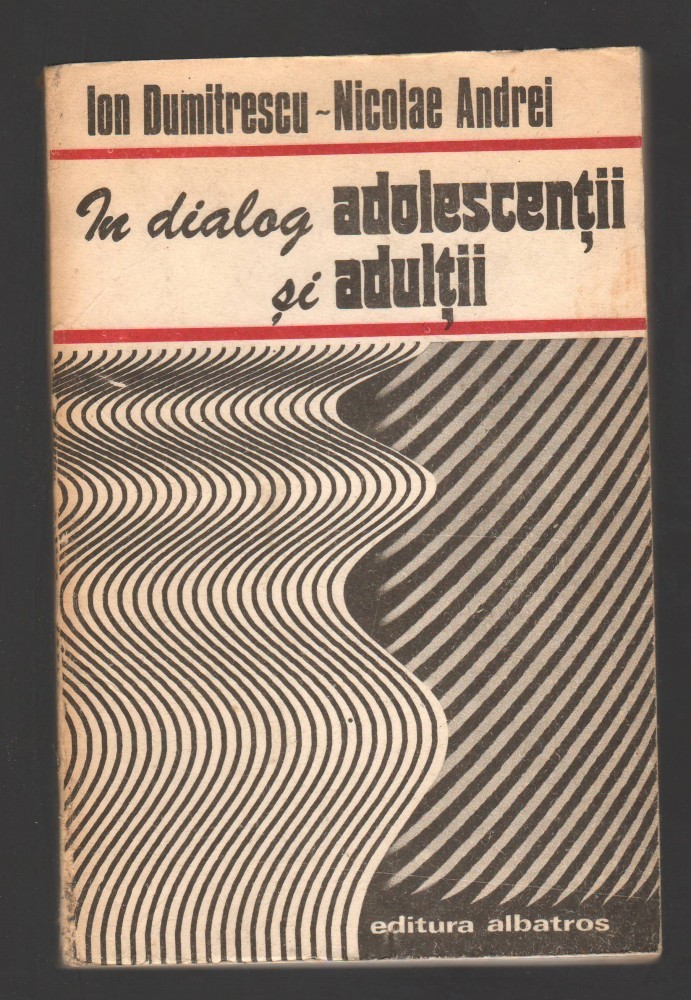 Ion Dumitrescu ~ Nicolae Andrei
In dialog adolescenții
și adulții
editura albatros